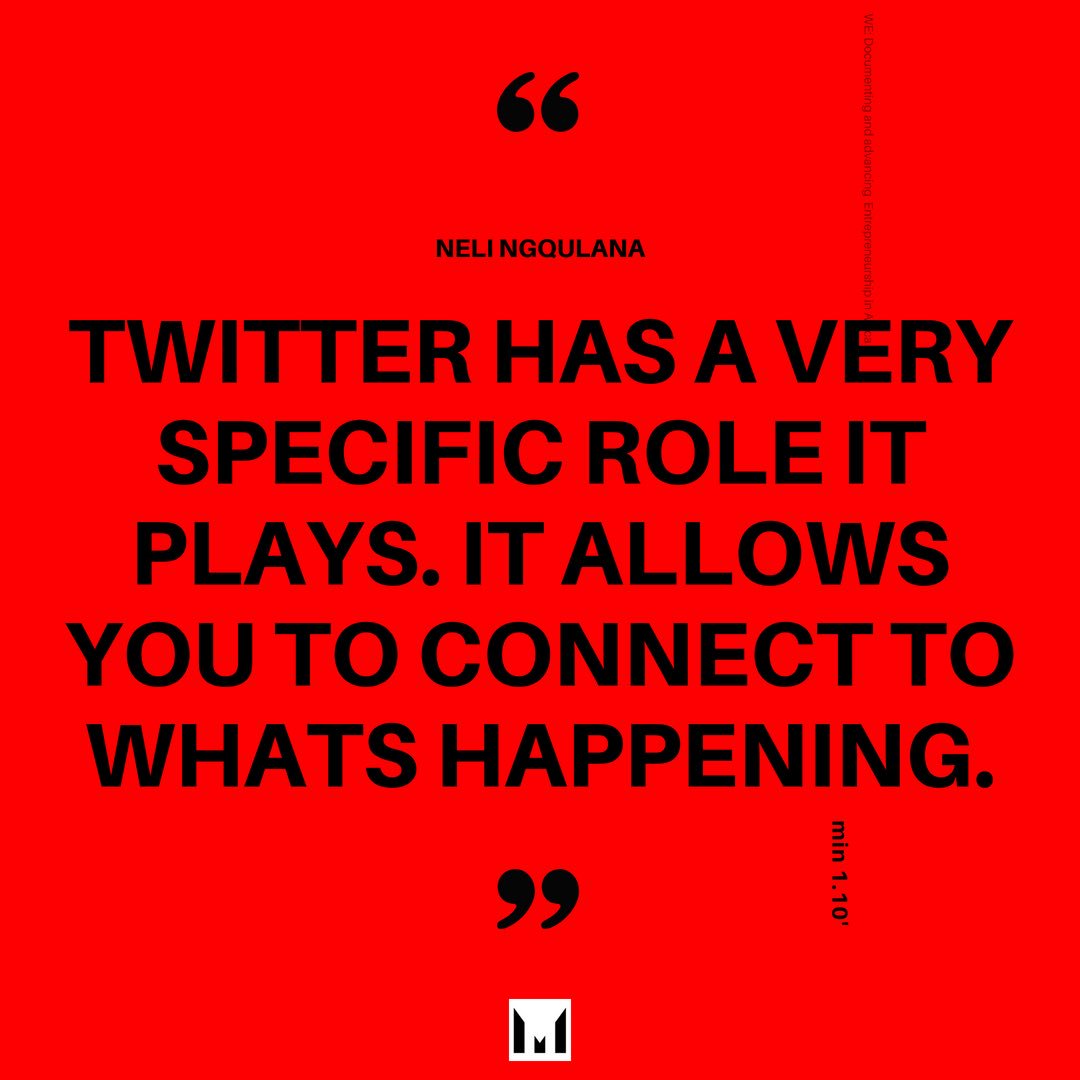 “
WE: Documenting and advancing Entrepreneurship in
NELI NGQULANA
TWITTER HAS A VERY
SPECIFIC ROLE IT
PLAYS. IT ALLOWS
YOU TO CONNECT TO
WHATS HAPPENING.
min 1.10'
”